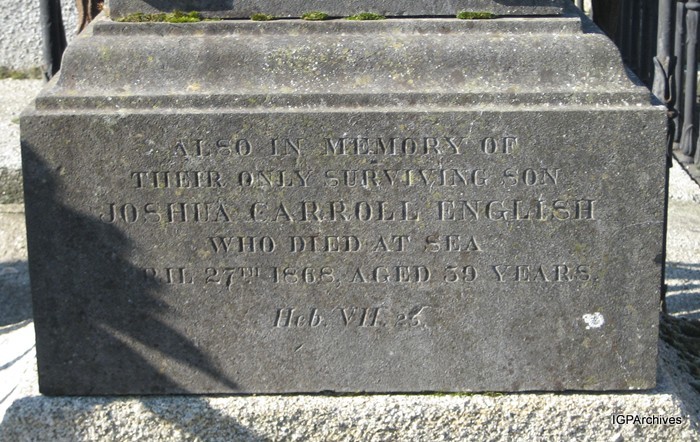 ALSO IN MEMORY OF
THEIR ONLY SURVIVING SON
JOSHUA CARROLL ENGLISH
WHO DIED AT SEA
APRIL 27TH 1868, AGED 39 YEARS.
Heb VII. 25.
IGPArchives